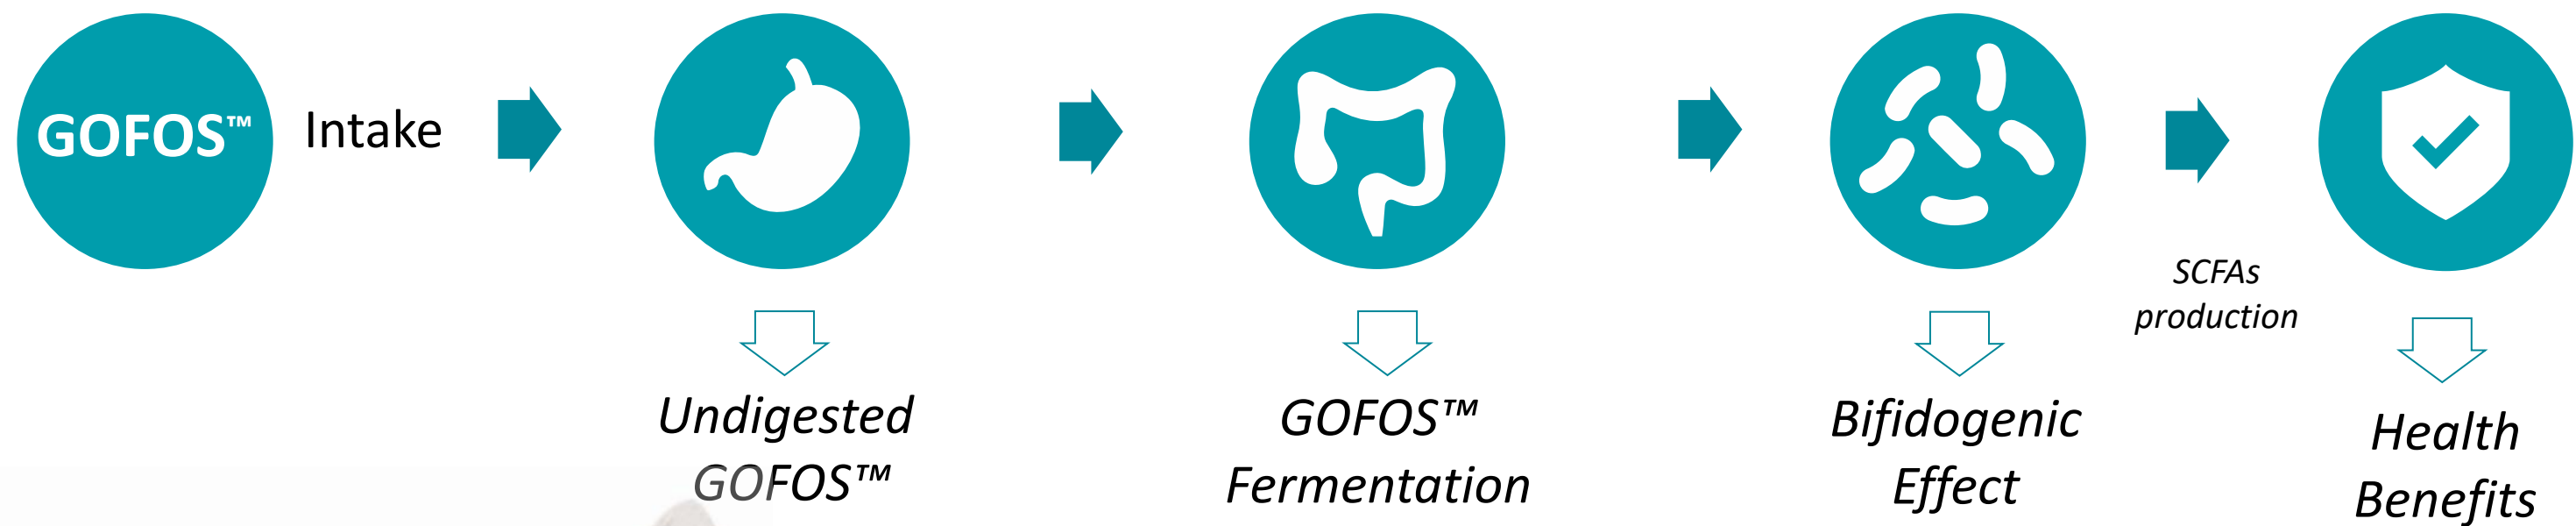 GOFOS™
Intake
Undigested
GOFOS™
GOFOS™
Fermentation
Bifidogenic
Effect
SCFAs
production
Health
Benefits